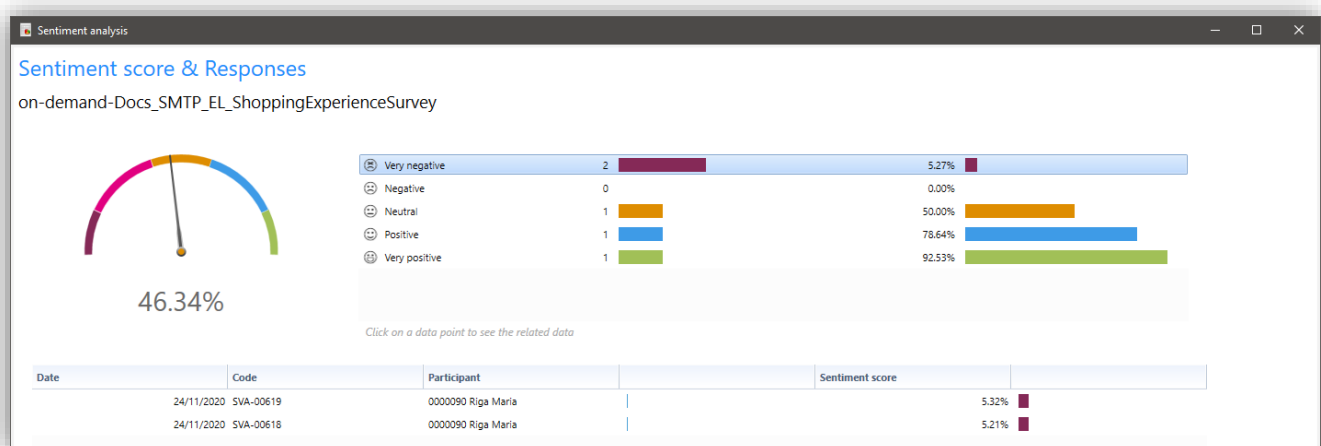 Sentiment analysis
Sentiment score & Responses
on-demand-Docs_SMTP_EL_ShoppingExperienceSurvey
Very negative 2 5.27%
Negative 0 0.00%
Neutral 1 50.00%
Positive 1 78.64%
Very positive 1 92.53%
46.34%
Click on a data point to see the related data
Date Code Participant Sentiment score
24/11/2020 SVA-00619 0000090 Riga Maria 5.32%
24/11/2020 SVA-00618 0000090 Riga Maria 5.21%